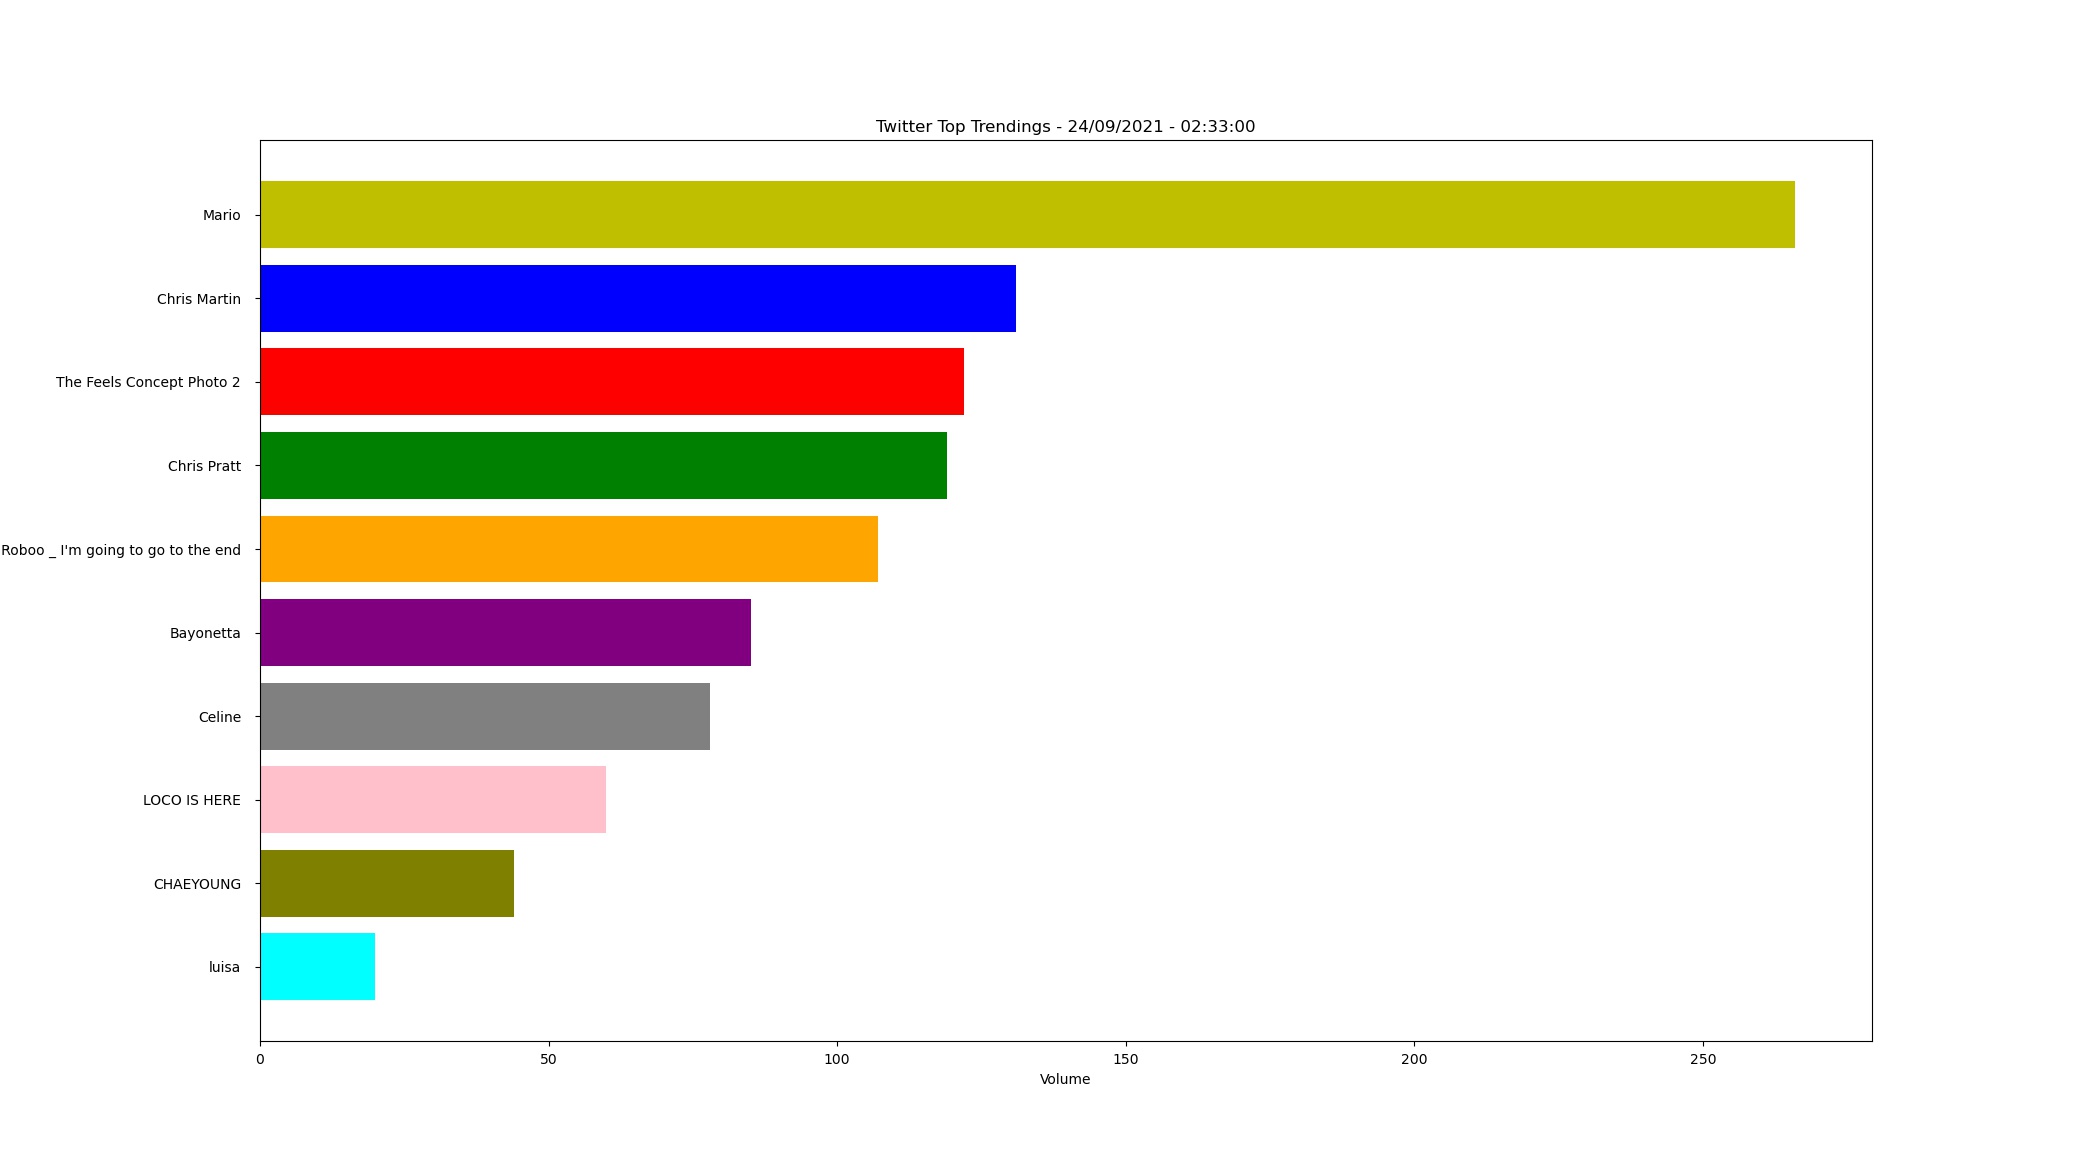 Twitter Top Trendings - 24/09/2021 - 02:33:00
Mario
Chris Martin
The Feels Concept Photo 2
Chris Pratt
Roboo _ I'm going to go to the end
Bayonetta
Celine
LOCO IS HERE
CHAEYOUNG
luisa
0 50 100 150 200 250
Volume